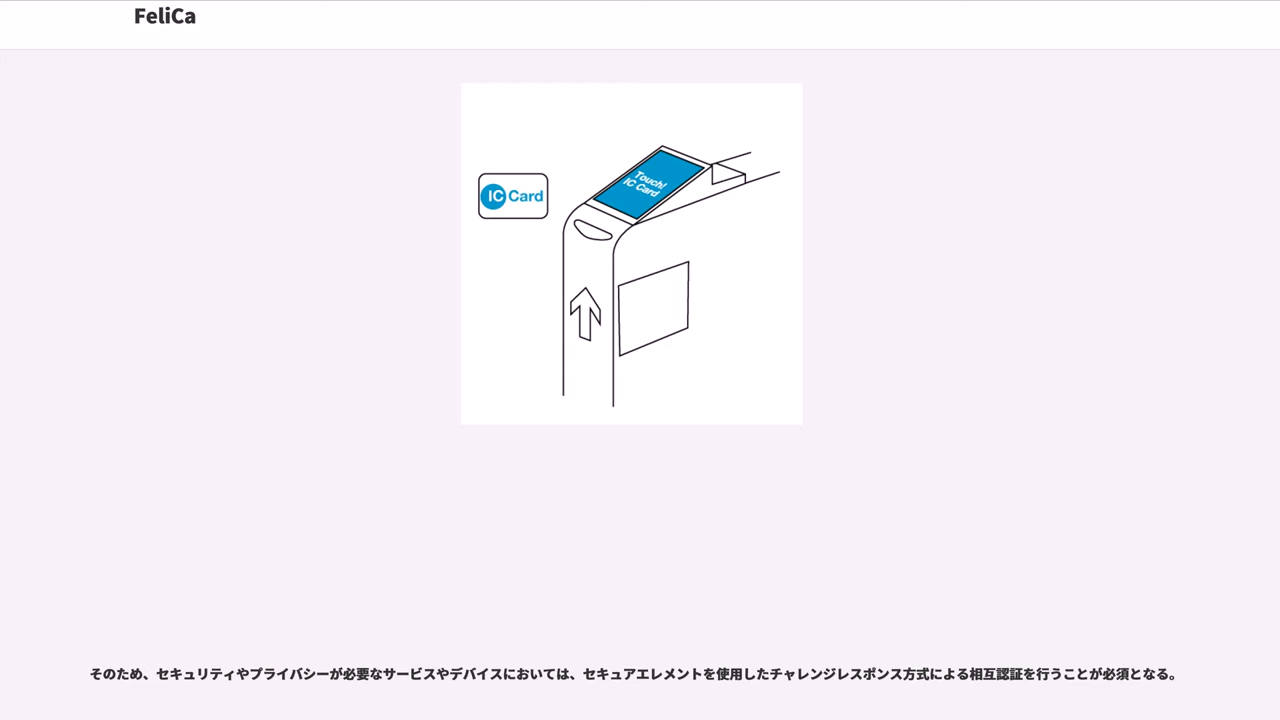 FeliCa
IC Card
Touch!
IC Card
そのため、セキュリティやプライバシーが必要なサービスやデバイスにおいては、セキュアエレメントを使用したチャレンジレスポンス方式による相互認証を行うことが必須となる。